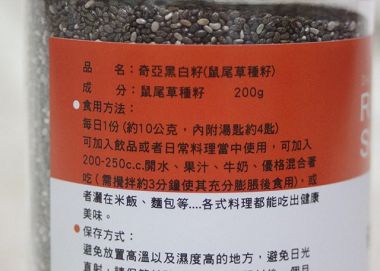 品　　名：奇亞黑白籽(鼠尾草種籽)
成　　分：鼠尾草種籽　　200g
●食用方法：
每日1份 (約10公克，內附湯匙約4匙)
可加入飲品或者日常料理當中使用，可加入
200-250c.c.開水、果汁、牛奶、優格混合著
吃 (需攪拌約3分鐘使其充分膨脹後食用)，或
者灑在米飯、麵包等....各式料理都能吃出健康
美味。
●保存方式：
避免放置高溫以及濕度高的地方，避免日光
R
S